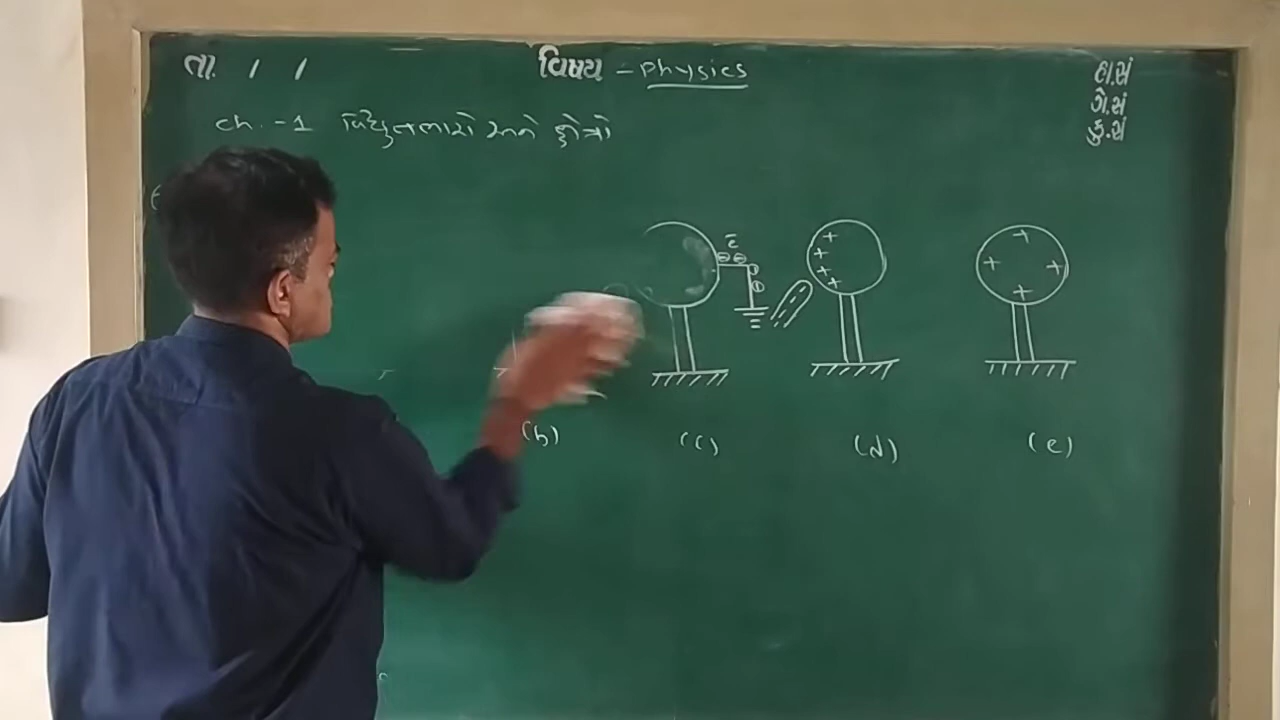 તા. / /
વિષય - Physics
હા.સં
ગે.સં
કુ.સં
ch. -1 વિદ્યુતભારો અને ક્ષેત્રો
e
+ + + +
+ + + +
(b) (c) (d) (e)